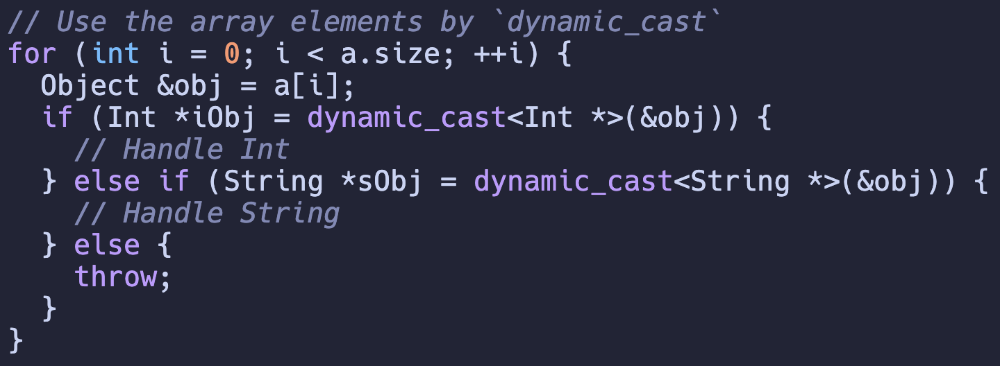 // Use the array elements by `dynamic_cast`
for (int i = 0; i < a.size; ++i) {
  Object &obj = a[i];
  if (Int *iObj = dynamic_cast<Int *>(&obj)) {
    // Handle Int
  } else if (String *sObj = dynamic_cast<String *>(&obj)) {
    // Handle String
  } else {
    throw;
  }
}